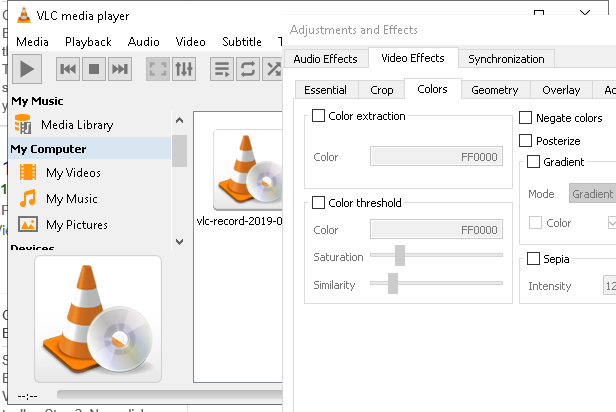 VLC media player
Media Playback Audio Video Subtitle
My Music
Media Library
My Computer
My Videos
My Music
My Pictures
Devices
vlc-record-2019-0
--:--
Adjustments and Effects
Audio Effects Video Effects Synchronization
Essential Crop Colors Geometry Overlay
Color extraction
Color FF0000
Color threshold
Color FF0000
Saturation
Similarity
Negate colors
Posterize
Gradient
Mode Gradient
Color
Sepia
Intensity 12